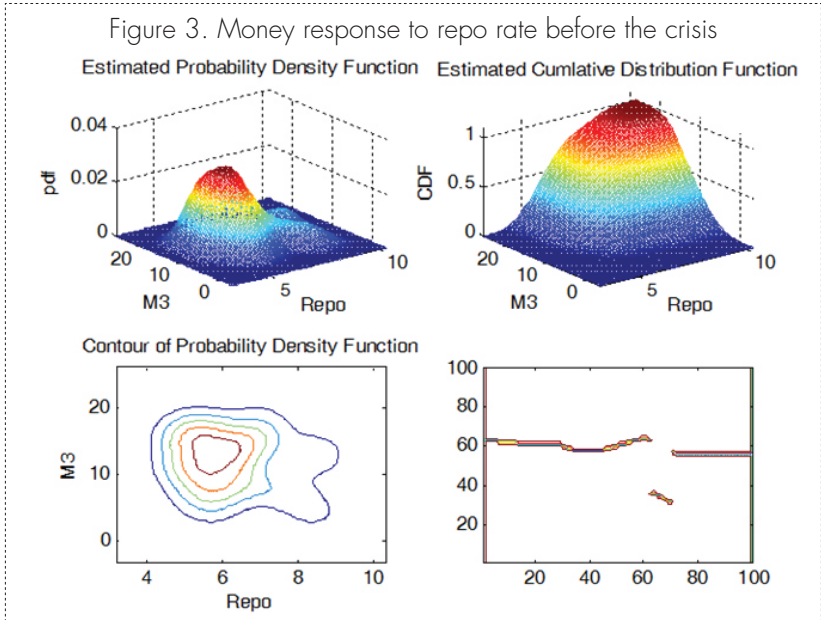 Figure 3. Money response to repo rate before the crisis
Estimated Probability Density Function
Estimated Cumlative Distribution Function
0.04
0.02
0
pdf
20
10
0
M3
5
10
Repo
1
0.5
0
CDF
20
10
0
M3
5
10
Repo
Contour of Probability Density Function
20
10
0
M3
4 6 8 10
Repo
100
80
60
40
20
20 40 60 80 100